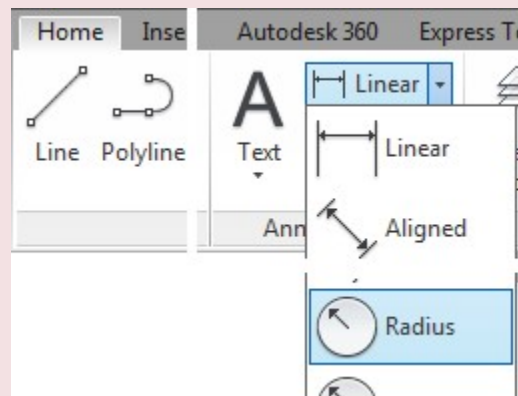 Home Inse Autodesk 360 Express T
Line Polyline Text Linear
Linear
Ann Aligned
Radius